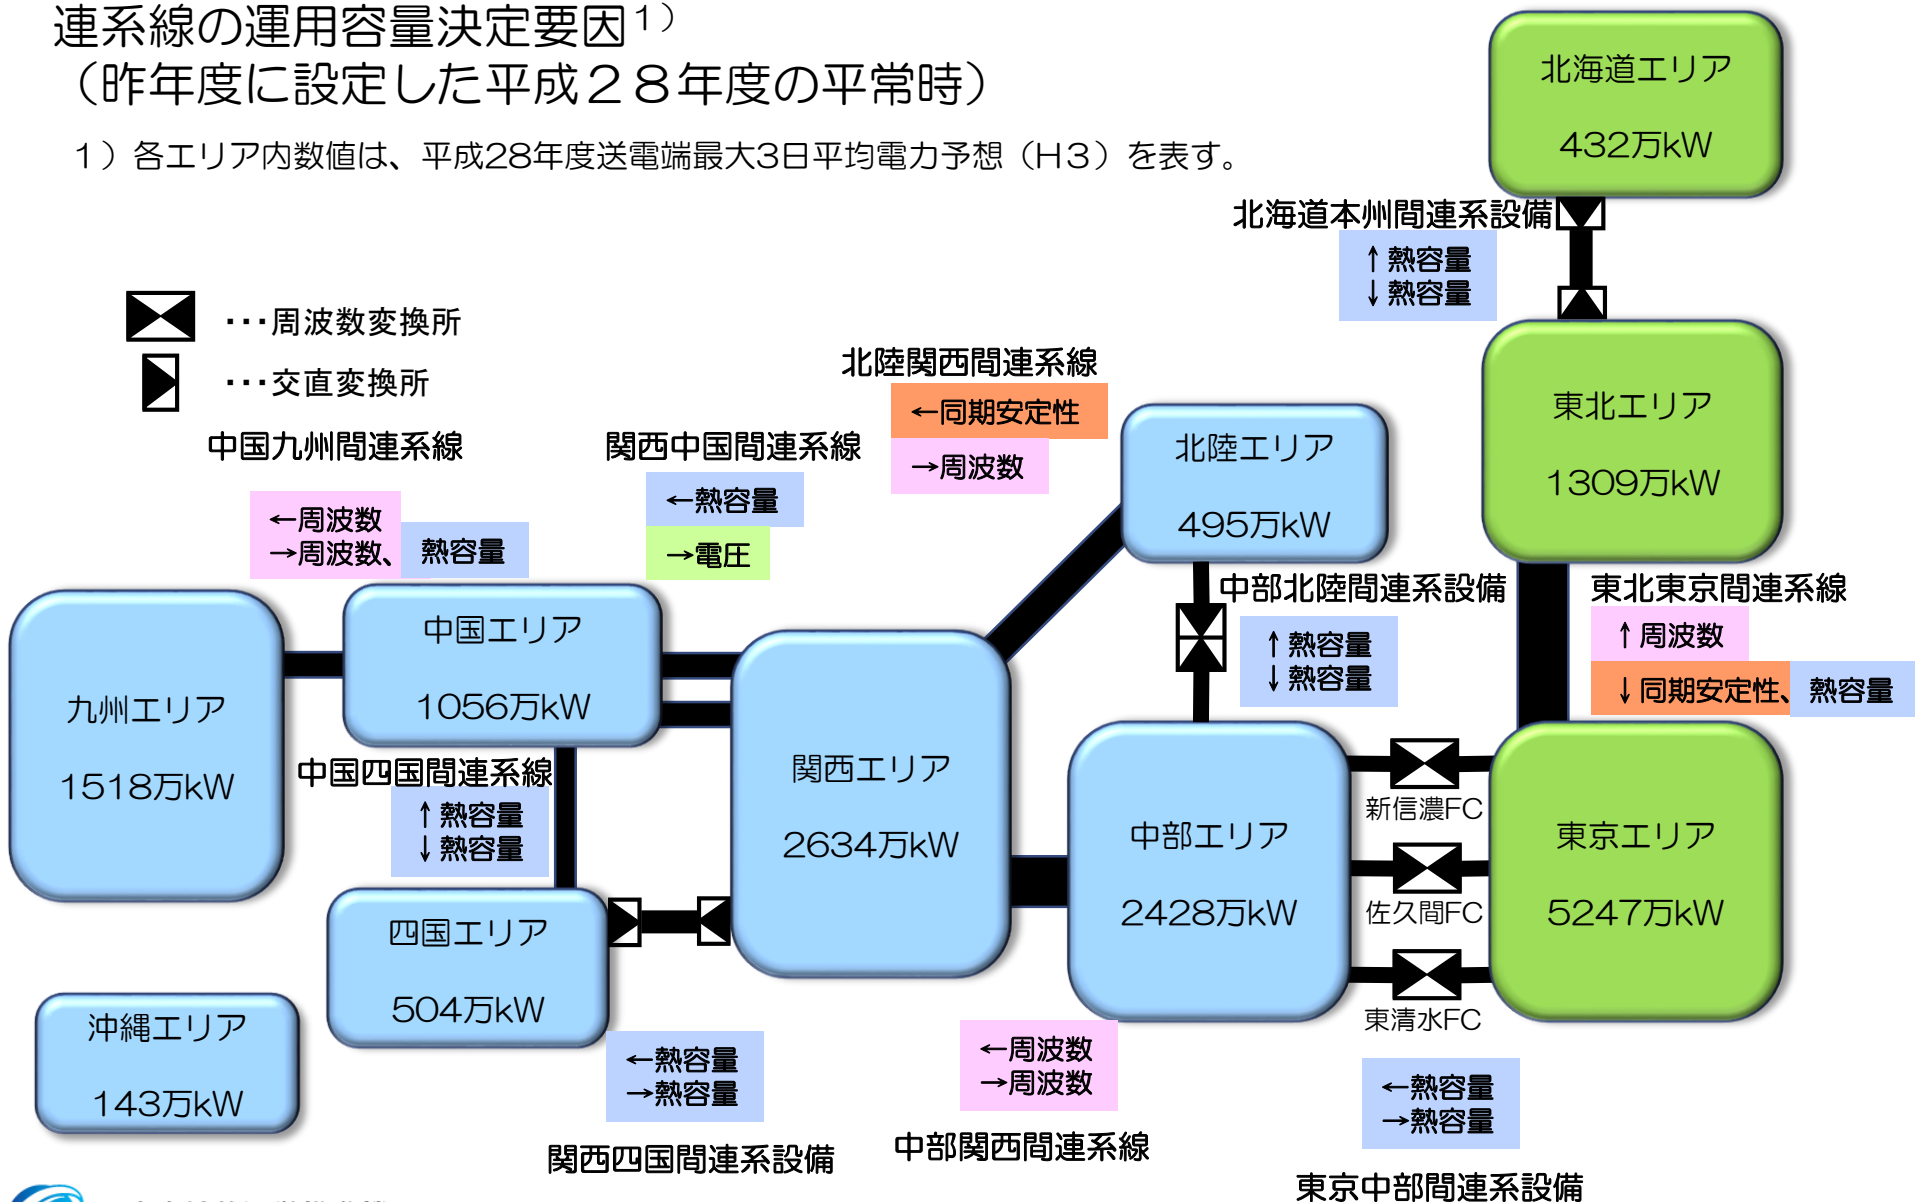 連系線の運用容量決定要因1)
（昨年度に設定した平成２８年度の平常時）
１）各エリア内数値は、平成28年度送電端最大3日平均電力予想（H３）を表す。
北海道エリア
432万kW
北海道本州間連系設備
↑熱容量
↓熱容量
･･･周波数変換所
･･･交直変換所
北陸関西間連系線
←同期安定性
→周波数
東北エリア
1309万kW
中国九州間連系線
←周波数
→周波数、熱容量
関西中国間連系線
←熱容量
→電圧
北陸エリア
495万kW
中部北陸間連系設備
↑熱容量
↓熱容量
東北東京間連系線
↑周波数
↓同期安定性、熱容量
九州エリア
1518万kW
中国エリア
1056万kW
中国四国間連系線
↑熱容量
↓熱容量
関西エリア
2634万kW
中部エリア
2428万kW
新信濃FC
佐久間FC
東清水FC
東京エリア
5247万kW
四国エリア
504万kW
沖縄エリア
143万kW
←熱容量
→熱容量
関西四国間連系設備
←周波数
→周波数
中部関西間連系線
←熱容量
→熱容量
東京中部間連系設備